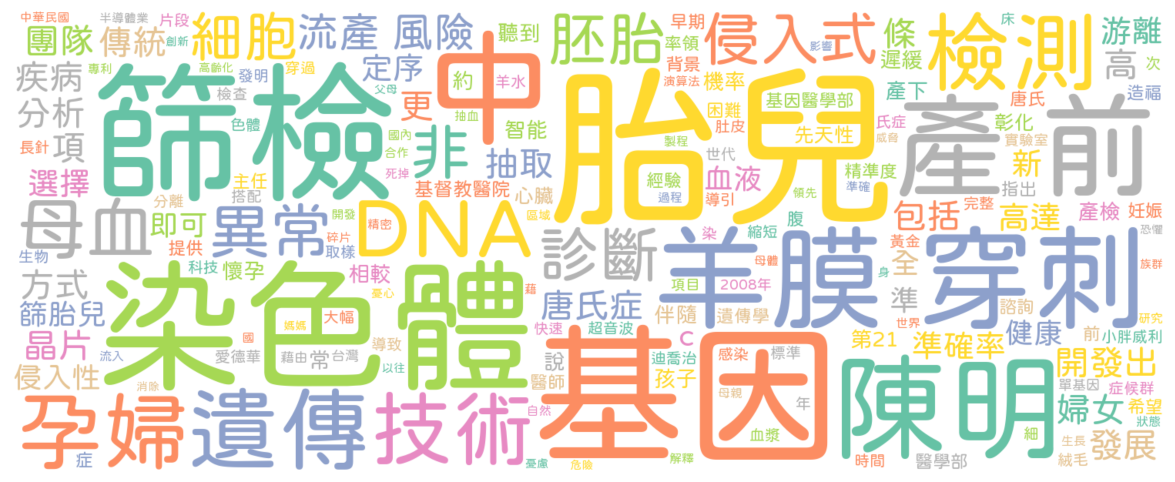 中華民國 半導體業 片段
團隊 傳統 創新 細胞 流產 風險 聽到 胚胎 早期 率領 侵入式 條 檢測 游離
疾病 專利 高齡化 發明 穿過 定序 父母 約 羊水 背景 演算法 影響 機率 遲緩 高 次
分析 檢查 篩檢 抽血 更 中 胎兒 困難 基因醫學部 產下 唐氏 造福
長針 項 色體 國內 合作 非 智能 肚皮 先天性 氏症 威脅 彰化 產前
選擇 主任 死掉 抽取 製程 世代 實驗室
搭配 基督教醫院 心臟 經驗 血液 精準度 新 指出
母血 分離 即可 異常 開發 精密 DNA 區域 過程 導引 領先 準確 包括 完整 高達 產檢 妊娠
提供 碎片 取樣 診斷 染 縮短 腹 羊膜 黃金 穿刺 恐懼
生物 科技 懷孕 相較 母體 全 身 族群
方式 染色體 憂心 藉 項目 2008年 準 諮詢
篩胎兒 大幅 唐氏症 伴隨 遺傳學 世界 健康 研究
晶片 媽媽 國 快速 超音波 C 第21 準確率 前 小胖威利
流入 愛德華 藉由 常 台灣 導致 說 迪喬治 感染 標準 開發出
侵入性 以往 醫師 孩子 單基因 症候群
消除 基因 母親 年 陳明 婦女 希望
孕婦 遺傳 技術 自然 血漿 細 狀態
症 憂慮 危險 解釋 時間 醫學部 生長 絨毛 發展